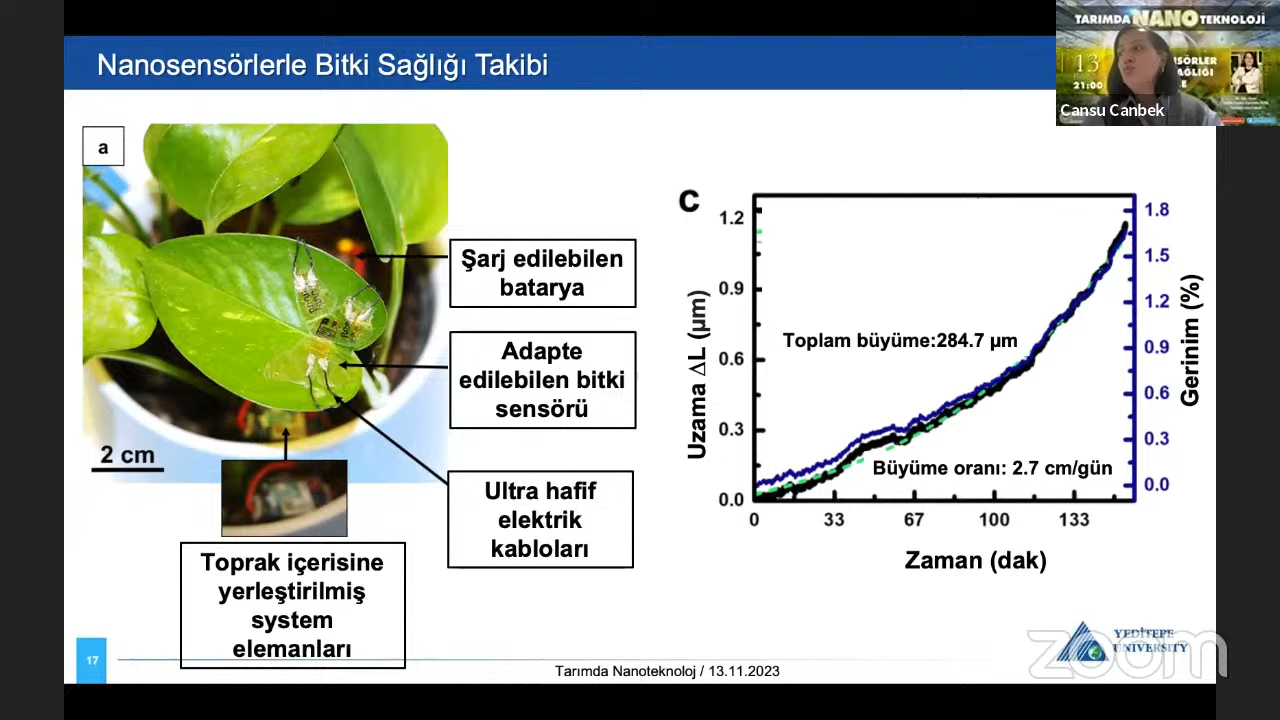 Nanosensörlerle Bitki Sağlığı Takibi
TARIMDA NANO TEKNOLOJİ
13
21:00
Cansu Canbek
a
Şarj edilebilen
batarya
Adapte
edilebilen bitki
sensörü
2 cm
Ultra hafif
elektrik
kabloları
Toprak içerisine
yerleştirilmiş
system
elemanları
C
Uzama ΔL (µm)
1.2
0.9
0.6
0.3
0.0
Toplam büyüme:284.7 µm
Büyüme oranı: 2.7 cm/gün
1.8
1.5
1.2
0.9
0.6
0.3
0.0
Gerinim (%)
0 33 67 100 133
Zaman (dak)
17
Tarımda Nanoteknoloj / 13.11.2023
YEDİTEPE
UNIVERSITY
zoom